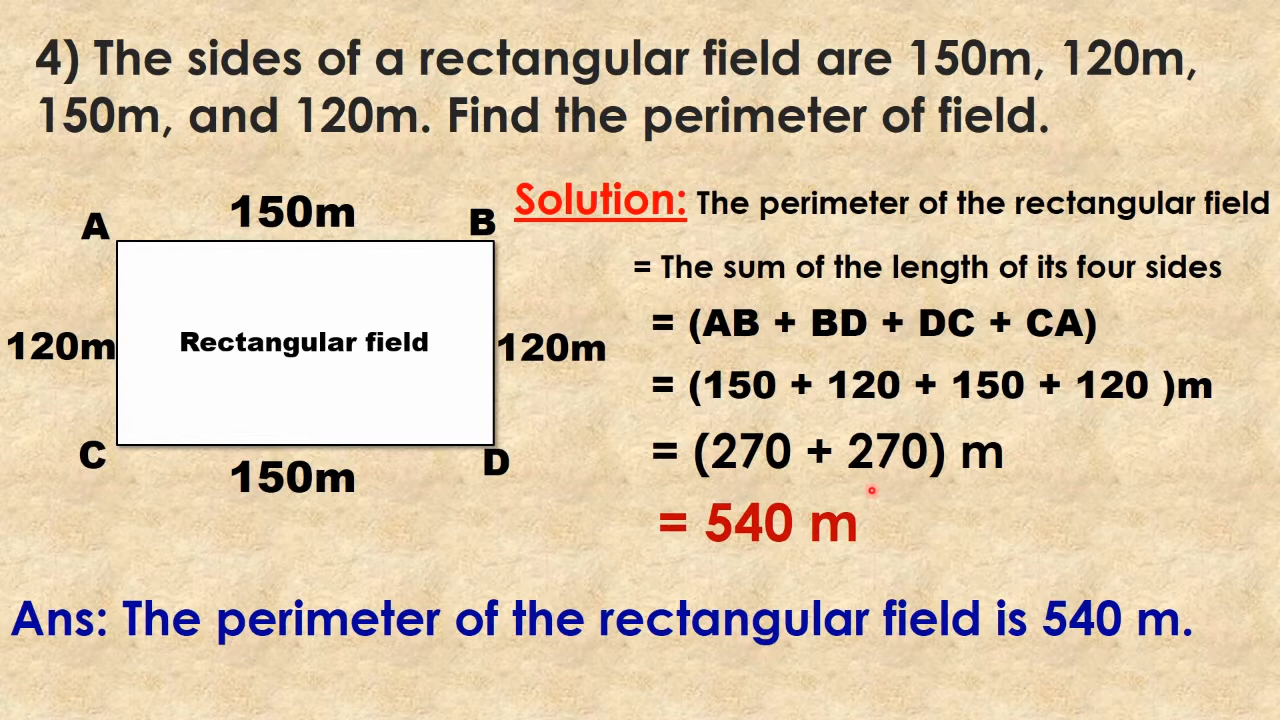 4) The sides of a rectangular field are 150m, 120m,
150m, and 120m. Find the perimeter of field.
A
150m
B
120m
Rectangular field
120m
C
150m
D
Solution: The perimeter of the rectangular field
= The sum of the length of its four sides
= (AB + BD + DC + CA)
= (150 + 120 + 150 + 120 )m
= (270 + 270) m
= 540 m
Ans: The perimeter of the rectangular field is 540 m.